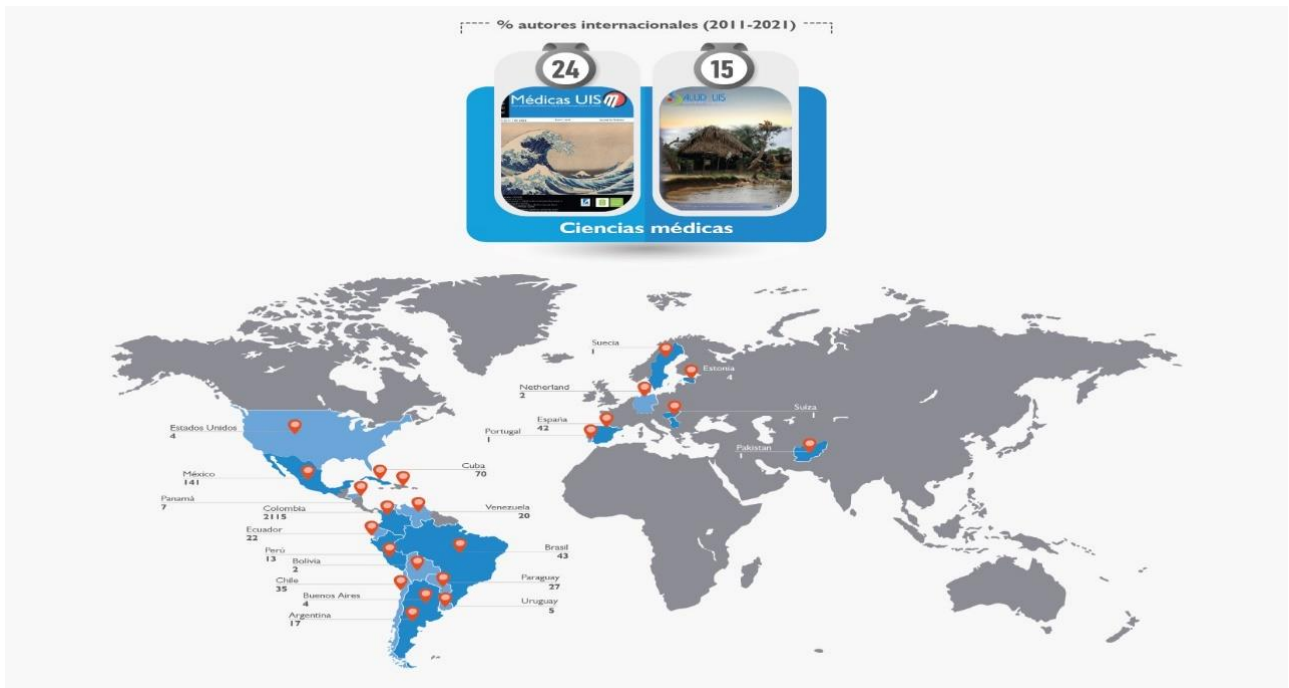 % autores internacionales (2011-2021)
24
15
Médicas UIS
SALUD UIS
Ciencias médicas
Suecia
1
Estonia
4
Netherland
2
Suiza
1
España
42
Portugal
1
Pakistan
1
Estados Unidos
4
Cuba
70
México
141
Panamá
7
Colombia
2115
Venezuela
20
Ecuador
22
Perú
13
Bolivia
2
Brasil
43
Chile
35
Paraguay
27
Buenos Aires
4
Uruguay
5
Argentina
17